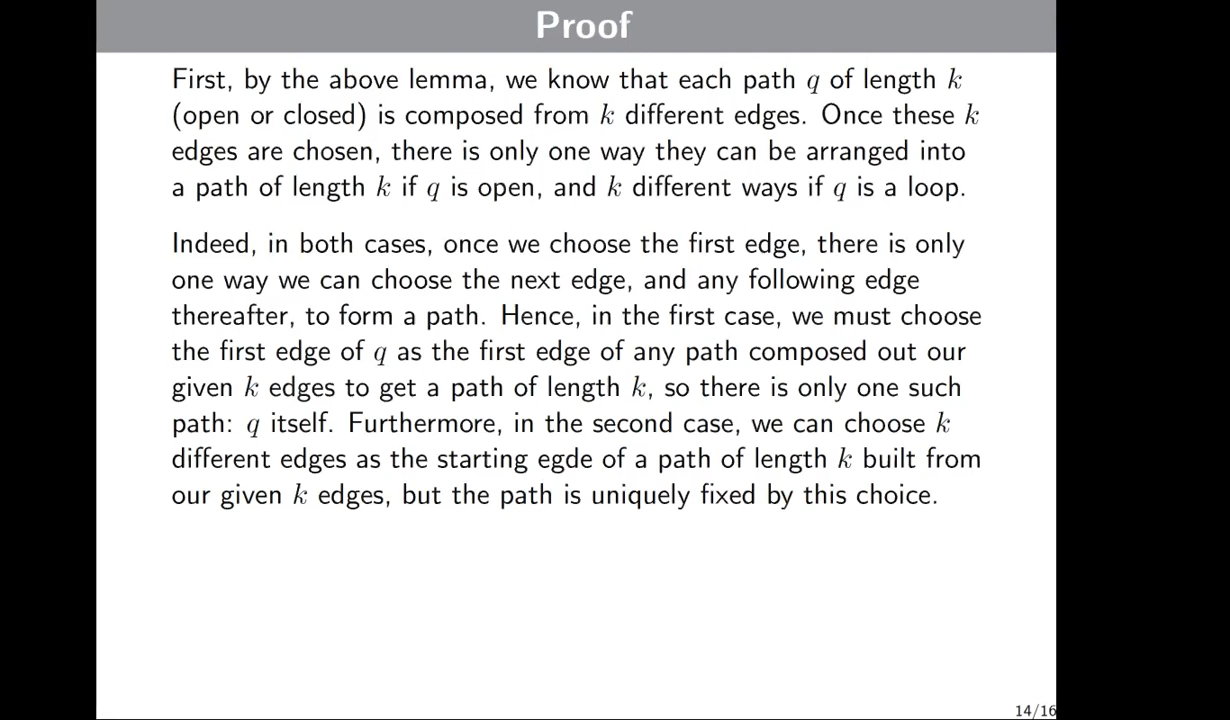 Proof
First, by the above lemma, we know that each path q of length k
(open or closed) is composed from k different edges. Once these k
edges are chosen, there is only one way they can be arranged into
a path of length k if q is open, and k different ways if q is a loop.
Indeed, in both cases, once we choose the first edge, there is only
one way we can choose the next edge, and any following edge
thereafter, to form a path. Hence, in the first case, we must choose
the first edge of q as the first edge of any path composed out our
given k edges to get a path of length k, so there is only one such
path: q itself. Furthermore, in the second case, we can choose k
different edges as the starting egde of a path of length k built from
our given k edges, but the path is uniquely fixed by this choice.
14/16